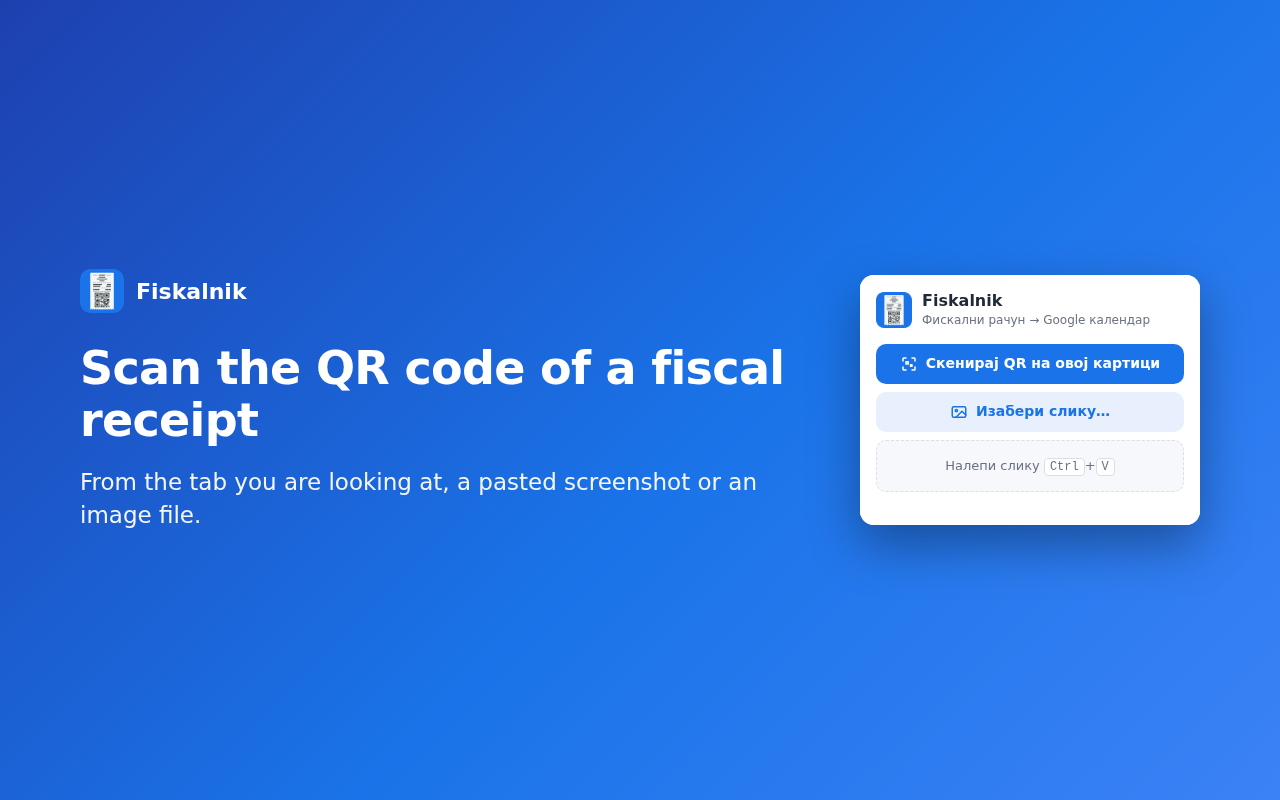 Fiskalnik
Scan the QR code of a fiscal
receipt
From the tab you are looking at, a pasted screenshot or an
image file.
Fiskalnik
Фискални рачун → Google календар
Скенирај QR на овој картици
Изабери слику…
Налепи слику Ctrl+V